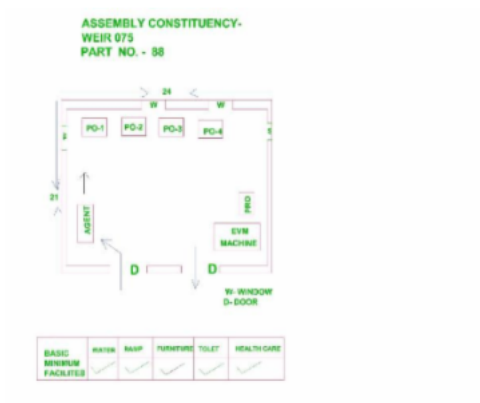 ASSEMBLY CONSTITUENCY-
WEIR 075
PART NO. - 88
24
W
W
PO-1
PO-2
PO-3
PO-4
21
AGENT
PRO
EVM
MACHINE
D
D
W- WINDOW
D- DOOR
BASIC
MINIMUM
FACILITES
WATER
RAMP
FURNITURE
TOILET
HEALTH CARE